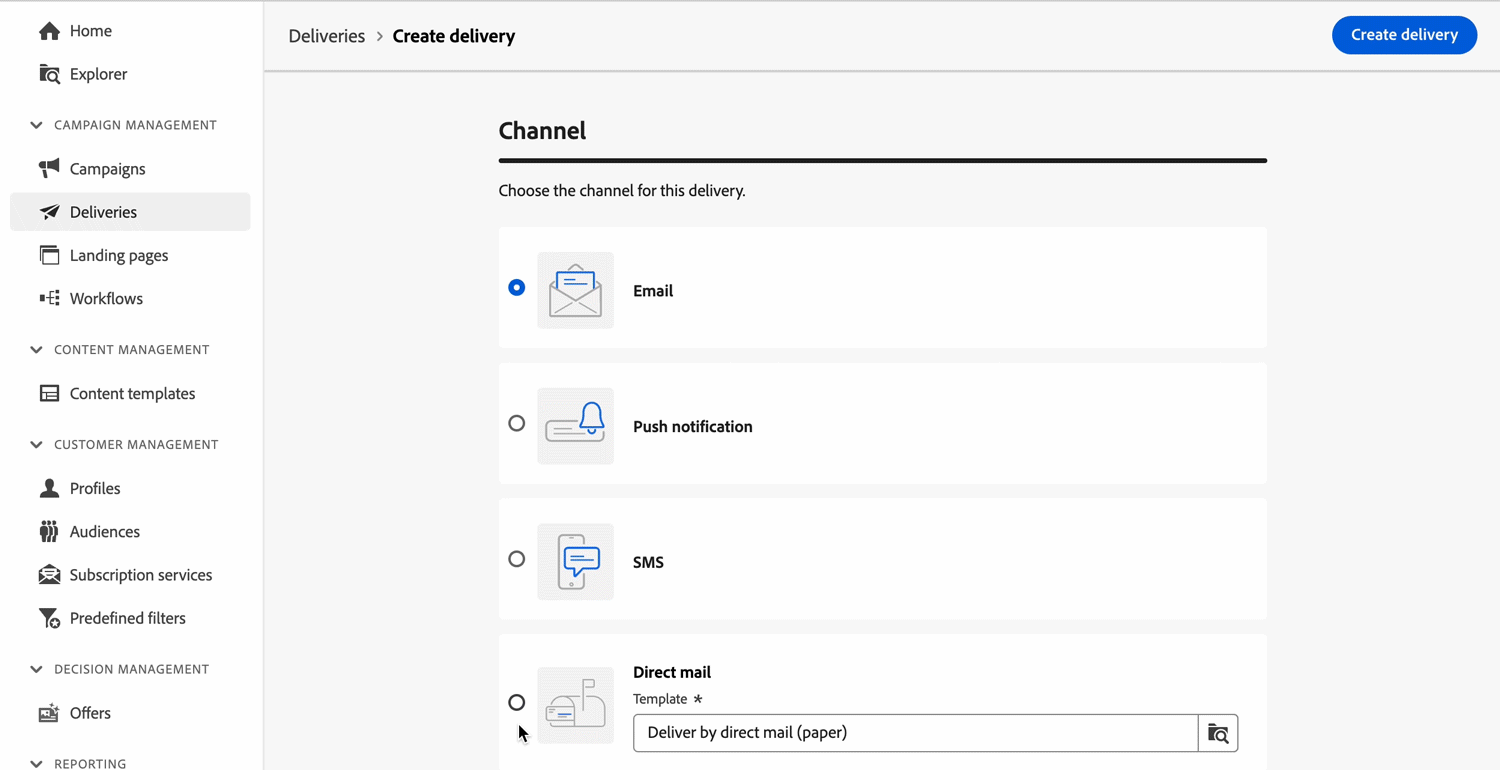 Home
Explorer
CAMPAIGN MANAGEMENT
Campaigns
Deliveries
Landing pages
Workflows
CONTENT MANAGEMENT
Content templates
CUSTOMER MANAGEMENT
Profiles
Audiences
Subscription services
Predefined filters
DECISION MANAGEMENT
Offers
REPORTING
Deliveries > Create delivery
Create delivery
Channel
Choose the channel for this delivery.
Email
Push notification
SMS
Direct mail
Template *
Deliver by direct mail (paper)